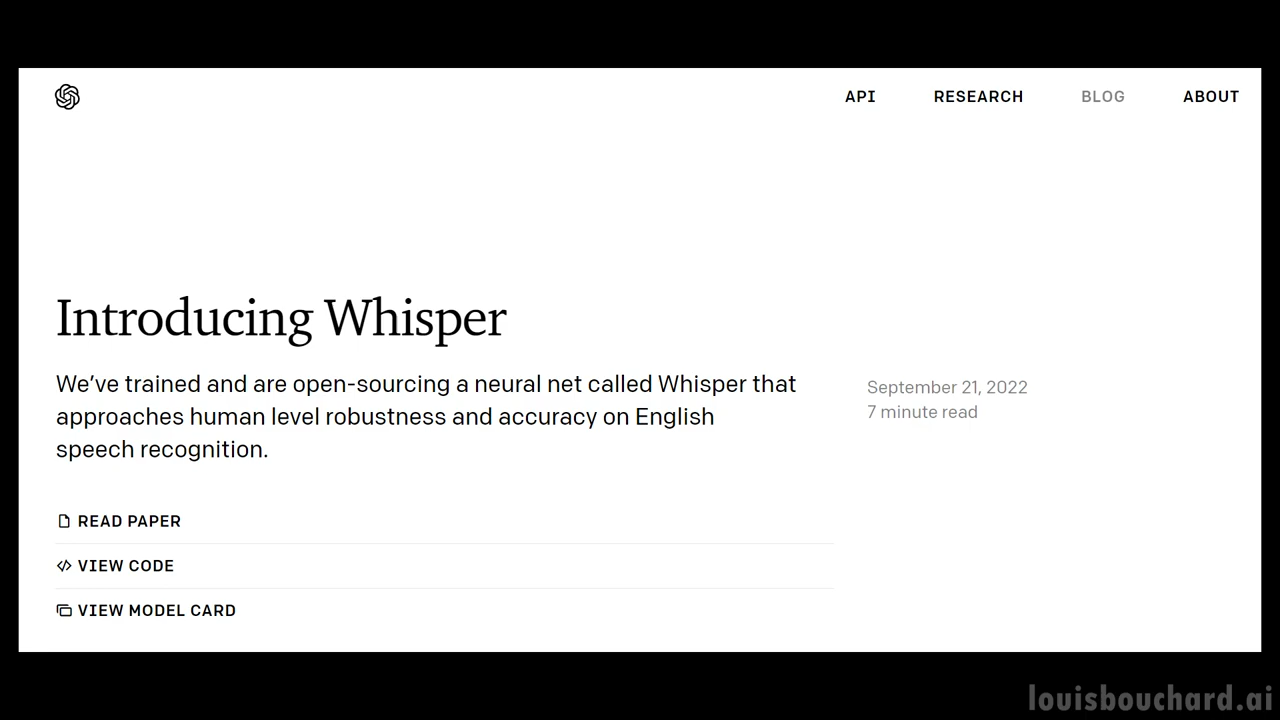 API RESEARCH BLOG ABOUT
Introducing Whisper
We’ve trained and are open-sourcing a neural net called Whisper that
approaches human level robustness and accuracy on English
speech recognition.
September 21, 2022
7 minute read
READ PAPER
VIEW CODE
VIEW MODEL CARD
louisbouchard.ai